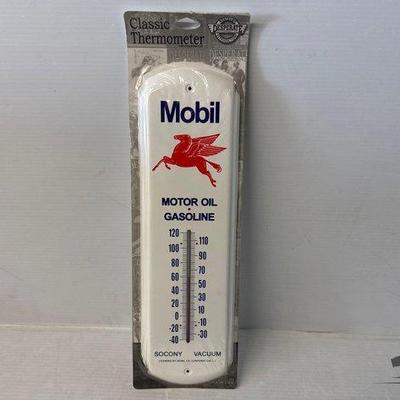 Classic
Thermometer
DESPERATE
Mobil
MOTOR OIL
GASOLINE
120
110
100
90
80
70
60
50
40
30
20
10
0
-10
-20
-30
-40
SOCONY VACUUM